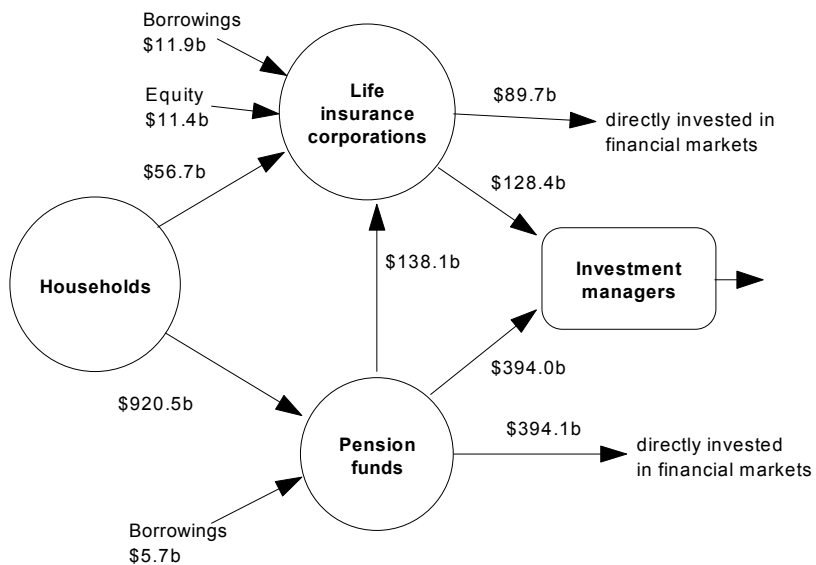 Borrowings
$11.9b
Equity
$11.4b
Life
insurance
corporations
$89.7b
directly invested in
financial markets
$56.7b
$128.4b
Households
$138.1b
Investment
managers
$920.5b
$394.0b
Pension
funds
$394.1b
directly invested
in financial markets
Borrowings
$5.7b